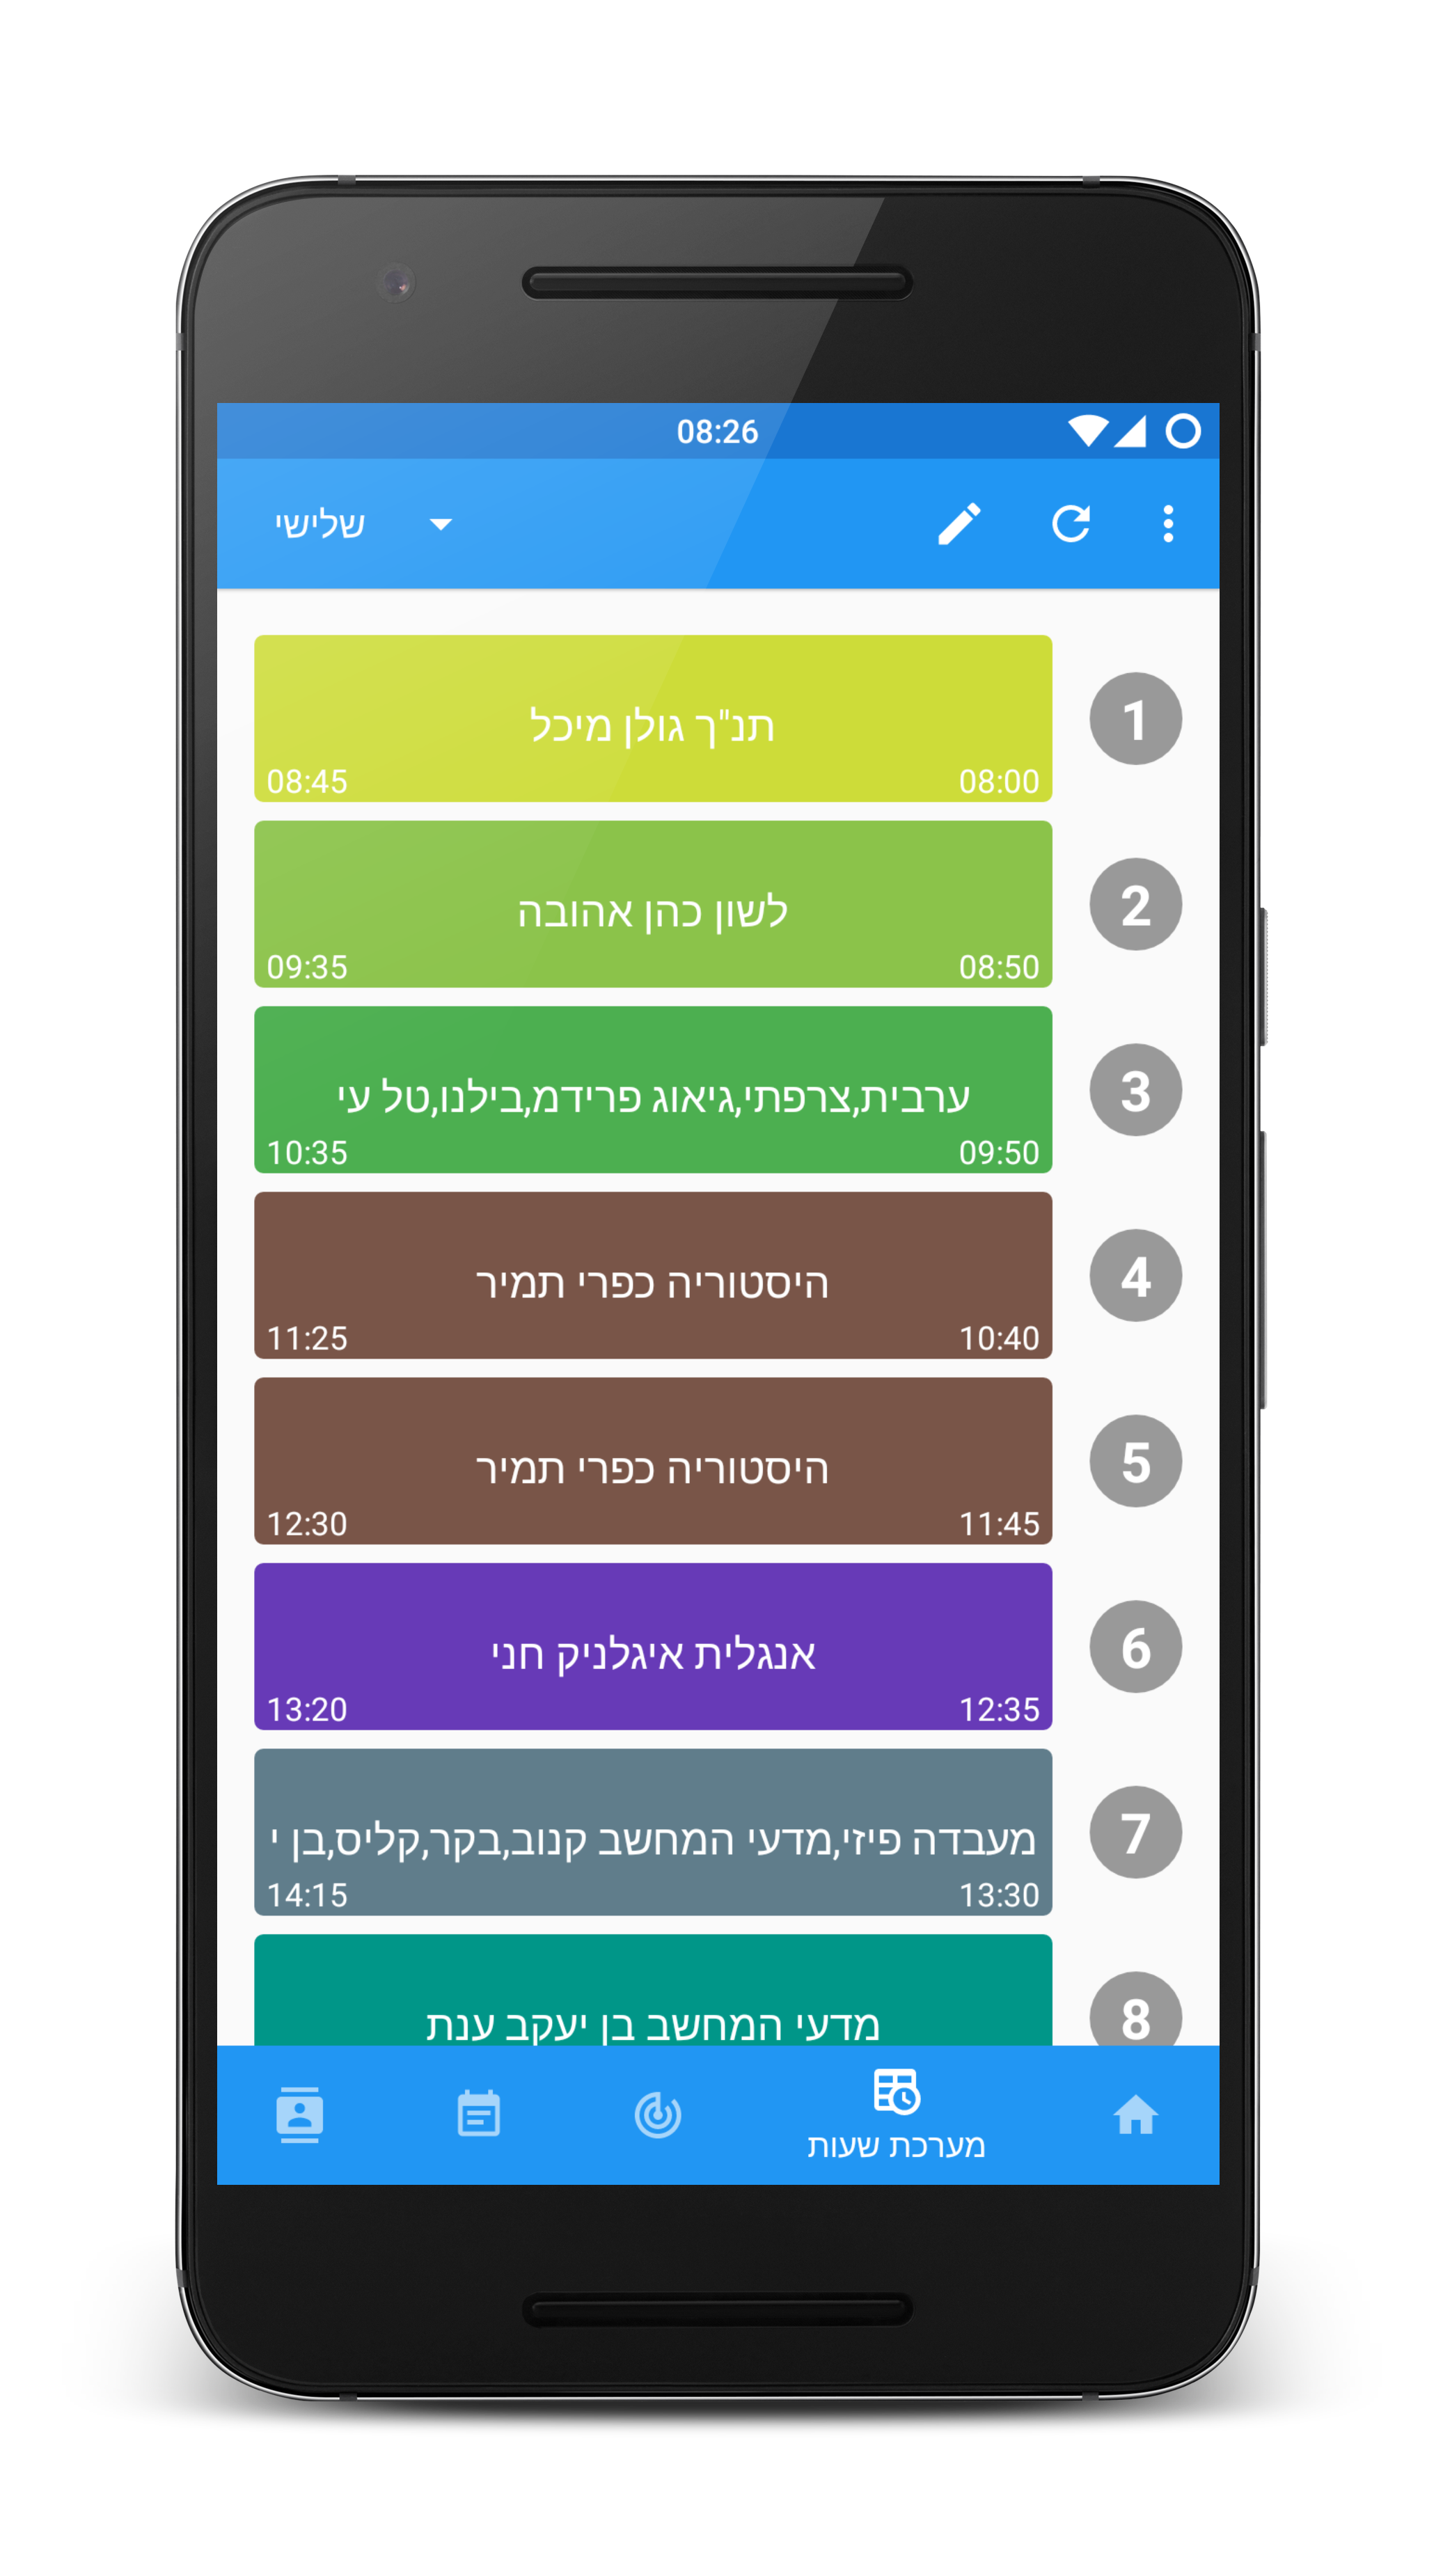 08:26
שלישי
1
תנ"ך גולן מיכל
08:00 08:45
2
לשון כהן אהובה
08:50 09:35
3
ערבית,צרפתי,גיאוג פרידמ,בילנו,טל עי
09:50 10:35
4
היסטוריה כפרי תמיר
10:40 11:25
5
היסטוריה כפרי תמיר
11:45 12:30
6
אנגלית איגלניק חני
12:35 13:20
7
מעבדה פיזי,מדעי המחשב קנוב,בקר,קליס,בן י
13:30 14:15
8
מדעי המחשב בן יעקב ענת
מערכת שעות